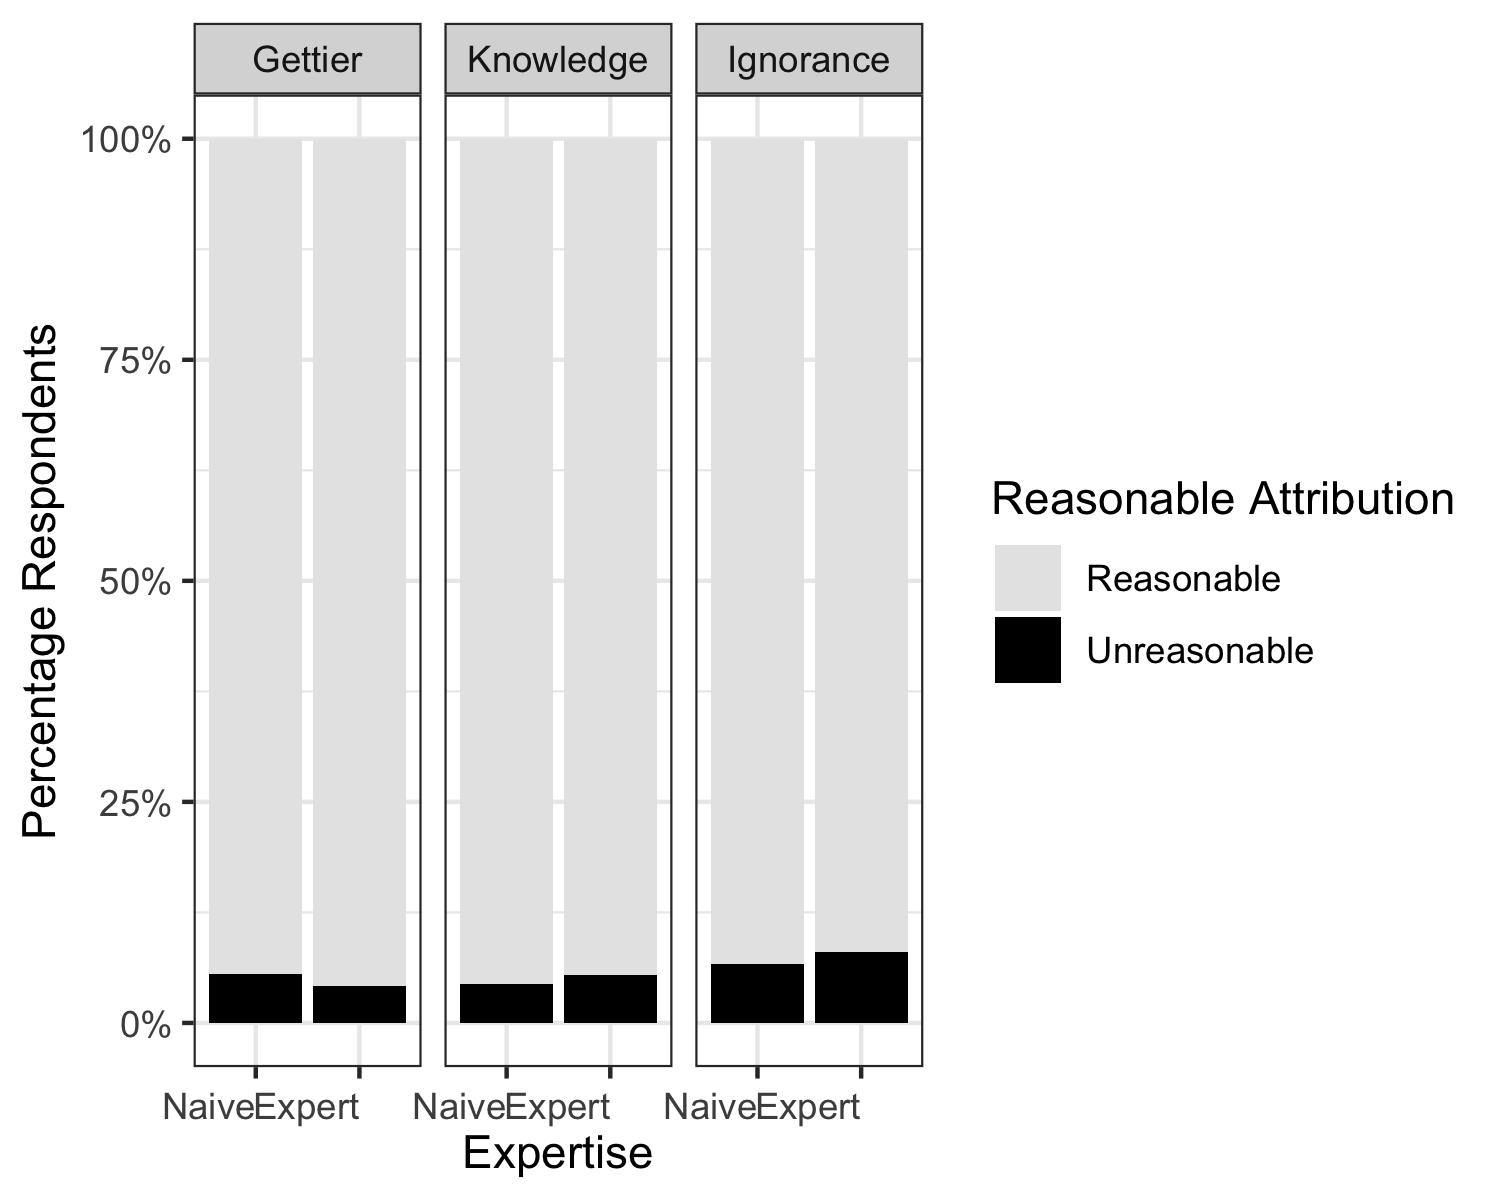 Gettier Knowledge Ignorance
100%
75%
50%
25%
0%
Percentage Respondents
NaiveExpert NaiveExpert NaiveExpert
Expertise
Reasonable Attribution
Reasonable
Unreasonable